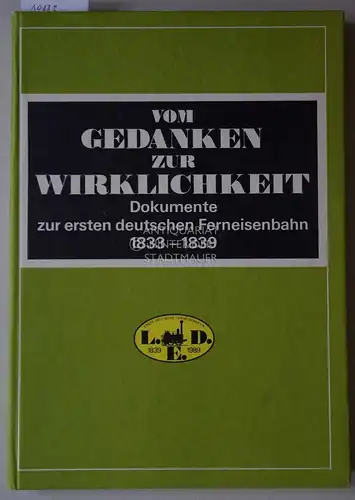 VOM
GEDANKEN
ZUR
WIRKLICHKEIT
Dokumente
zur ersten deutschen Ferneisenbahn
1833 – 1839
ANTIQUARIAT
STADTMAUER
L. D.
1839 E. 1989